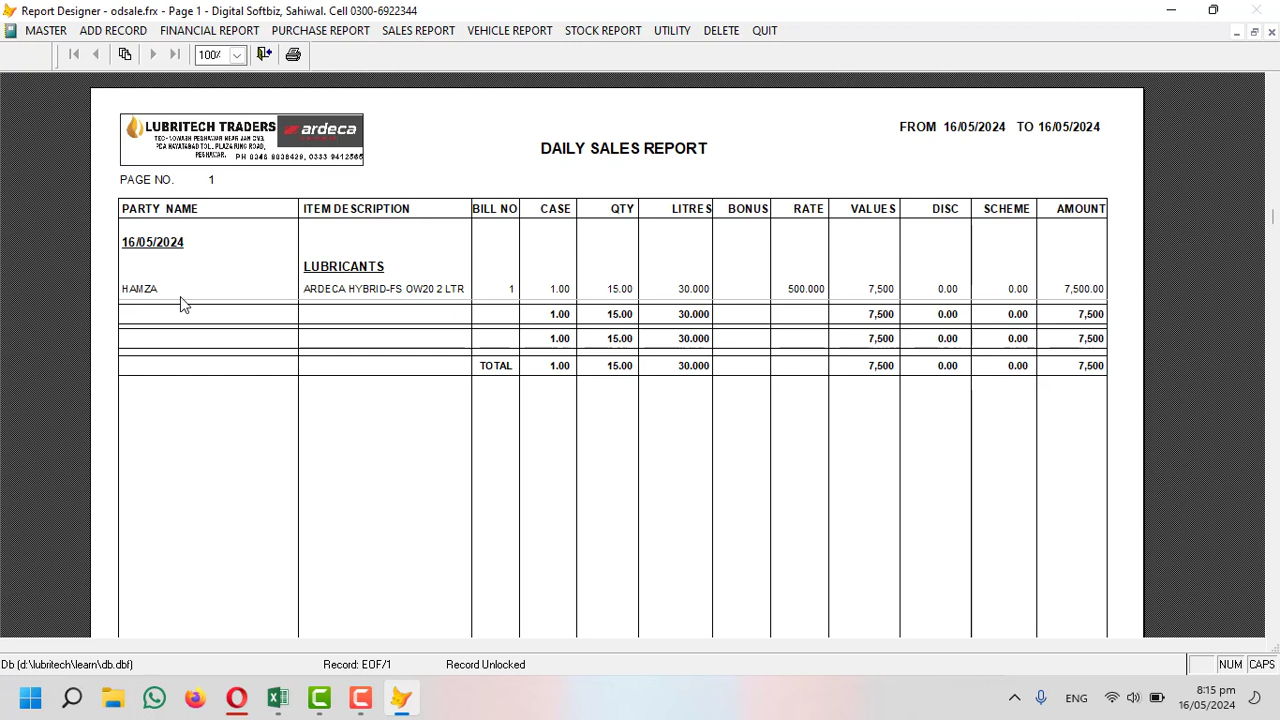 Report Designer - odsale.frx - Page 1 - Digital Softbiz, Sahiwal. Cell 0300-6922344
MASTER ADD RECORD FINANCIAL REPORT PURCHASE REPORT SALES REPORT VEHICLE REPORT STOCK REPORT UTILITY DELETE QUIT
100%
LUBRITECH TRADERS
ardeca
PESHAWAR. PH 0346 9038429, 0333 9412565
FROM 16/05/2024 TO 16/05/2024
DAILY SALES REPORT
PAGE NO. 1
PARTY NAME ITEM DESCRIPTION BILL NO CASE QTY LITRES BONUS RATE VALUES DISC SCHEME AMOUNT
16/05/2024
LUBRICANTS
HAMZA ARDECA HYBRID-FS OW20 2 LTR 1 1.00 15.00 30.000 500.000 7,500 0.00 0.00 7,500.00
1.00 15.00 30.000 7,500 0.00 0.00 7,500
1.00 15.00 30.000 7,500 0.00 0.00 7,500
TOTAL 1.00 15.00 30.000 7,500 0.00 0.00 7,500
Db (d:\lubritech\learn\db.dbf) Record: EOF/1 Record Unlocked NUM CAPS
ENG 8:15 pm
16/05/2024